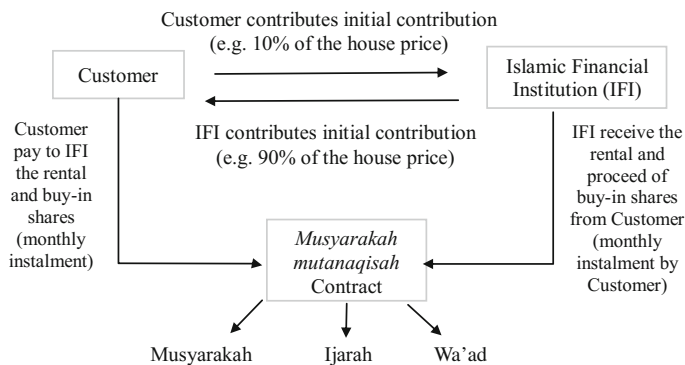 Customer contributes initial contribution
(e.g. 10% of the house price)
Customer
Islamic Financial
Institution (IFI)
IFI contributes initial contribution
(e.g. 90% of the house price)
Customer
pay to IFI
the rental
and buy-in
shares
(monthly
instalment)
IFI receive the
rental and
proceed of
buy-in shares
from Customer
(monthly
instalment by
Customer)
Musyarakah
mutanaqisah
Contract
Musyarakah
Ijarah
Wa’ad